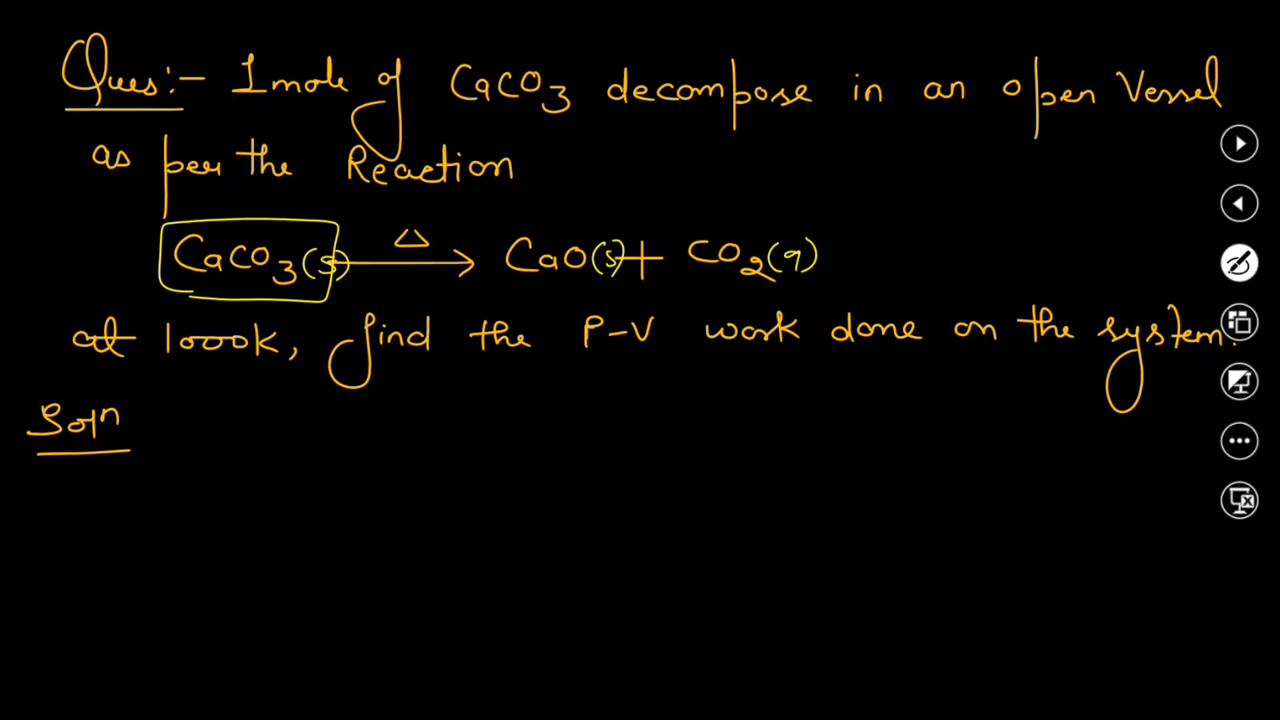 Ques:- 1 mole of CaCO3 decompose in an open Vessel
as per the Reaction
CaCO3(s) —Δ→ CaO(s) + CO2(g)
at 1000K, find the P-V work done on the system.
Soln